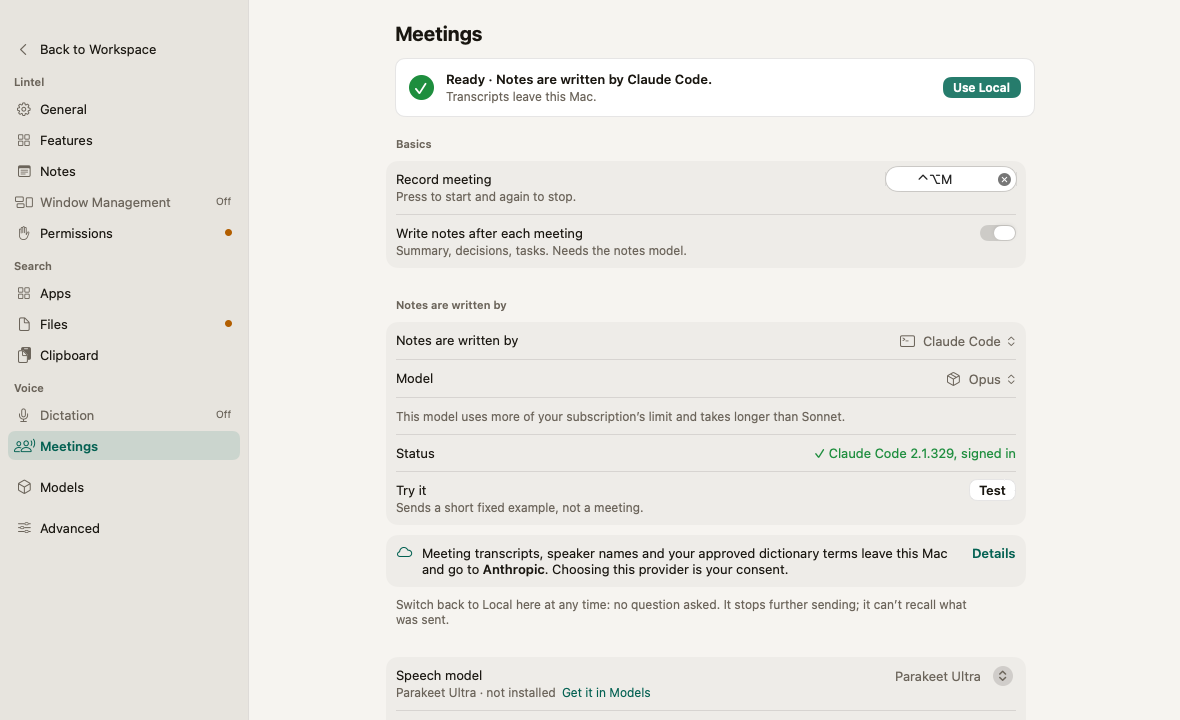 Back to Workspace
Lintel
General
Features
Notes
Window Management Off
Permissions
Search
Apps
Files
Clipboard
Voice
Dictation Off
Meetings
Models
Advanced
Meetings
Ready · Notes are written by Claude Code.
Transcripts leave this Mac.
Use Local
Basics
Record meeting
Press to start and again to stop.
⌃⌥M
Write notes after each meeting
Summary, decisions, tasks. Needs the notes model.
Notes are written by
Notes are written by Claude Code
Model Opus
This model uses more of your subscription’s limit and takes longer than Sonnet.
Status ✓ Claude Code 2.1.329, signed in
Try it
Sends a short fixed example, not a meeting.
Test
Meeting transcripts, speaker names and your approved dictionary terms leave this Mac
and go to Anthropic. Choosing this provider is your consent.
Details
Switch back to Local here at any time: no question asked. It stops further sending; it can’t recall what
was sent.
Speech model Parakeet Ultra
Parakeet Ultra · not installed Get it in Models